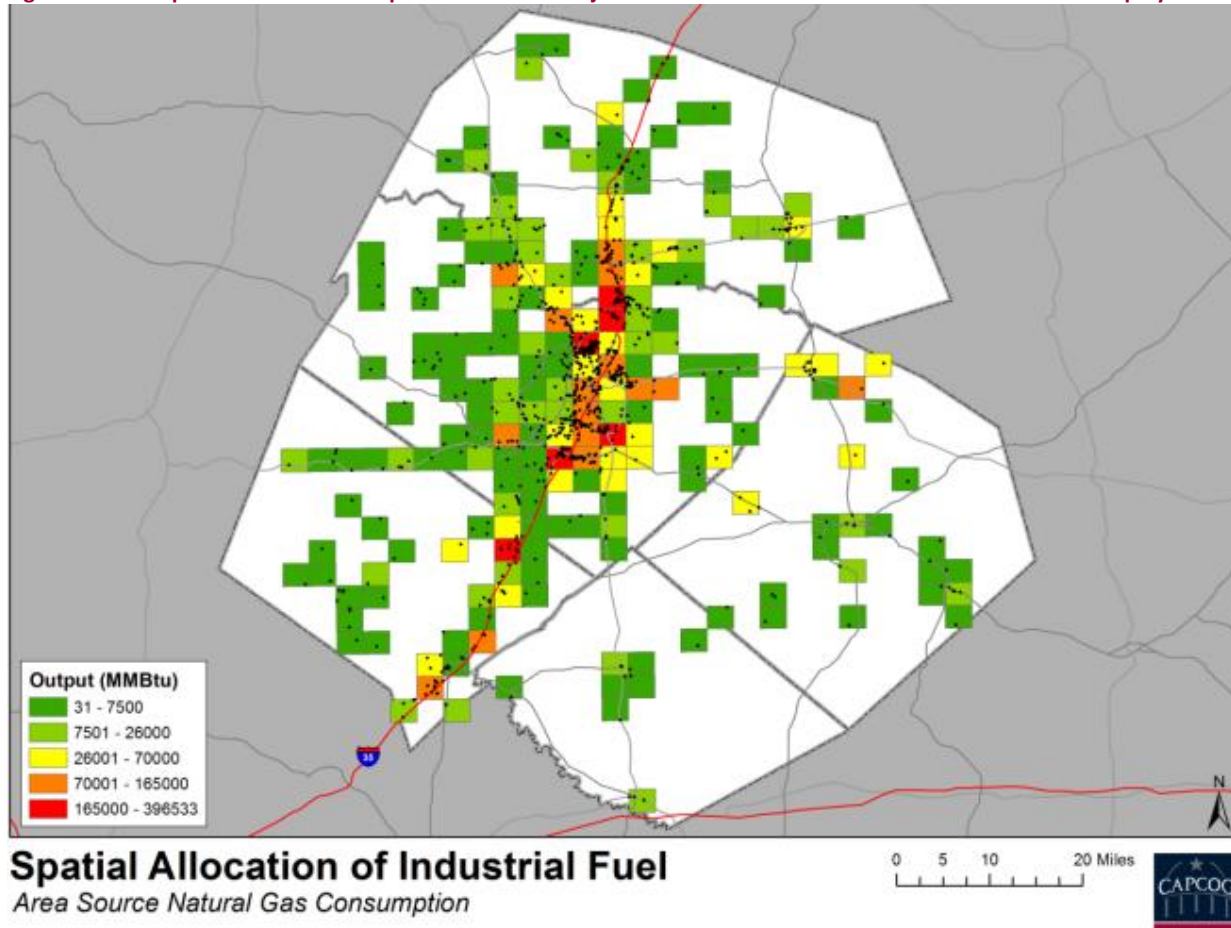 Output (MMBtu)
31 - 7500
7501 - 26000
26001 - 70000
70001 - 165000
165000 - 396533
35
N
Spatial Allocation of Industrial Fuel
Area Source Natural Gas Consumption
0 5 10 20 Miles
CAPCOG